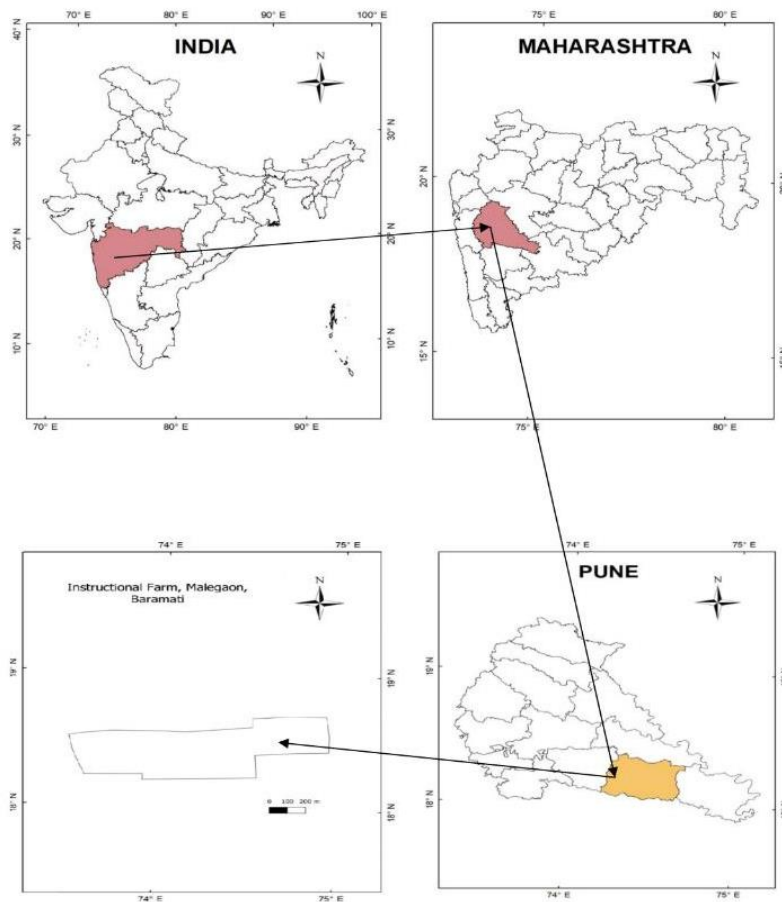 70° E 80° E 90° E 100° E
INDIA
N
40° N
30° N
20° N
10° N
30° N
20° N
10° N
70° E 80° E 90° E
75° E 80° E
MAHARASHTRA
N
20° N
15° N
15° N
75° E 80° E
74° E 75° E
Instructional Farm, Malegaon,
Baramati
N
19° N
18° N
19° N
18° N
0 100 200 m
74° E 75° E
74° E 75° E
PUNE
N
19° N
18° N
74° E 75° E